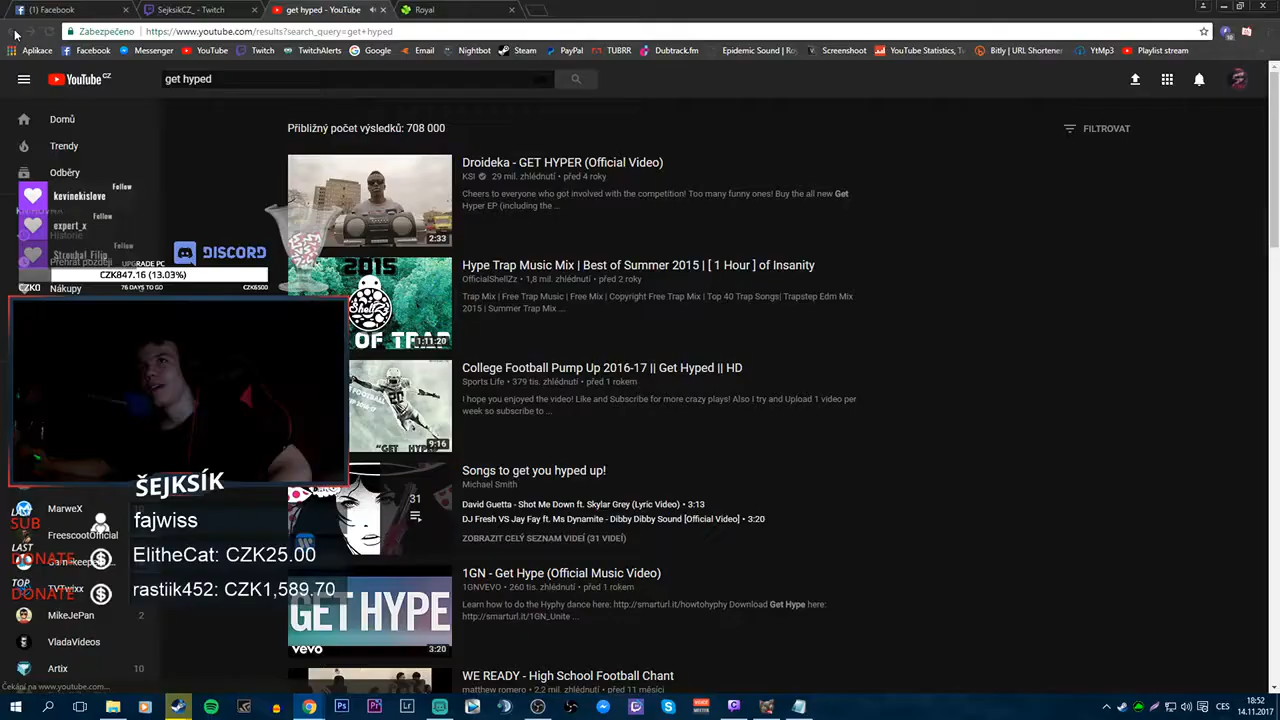 (1) Facebook
SejksikCZ_ - Twitch
get hyped - YouTube
Royal
Zabezpečeno
https://www.youtube.com/results?search_query=get+hyped
Aplikace
Facebook
Messenger
YouTube
Twitch
TwitchAlerts
Google
Email
Nightbot
Steam
PayPal
TUBRR
Dubtrack.fm
Epidemic Sound | Ro
Screenshoot
YouTube Statistics, T
Bitly | URL Shortener
YtMp3
Playlist stream
YouTube CZ
get hyped
Domů
Trendy
Odběry
Přibližný počet výsledků: 708 000
FILTROVAT
Droideka - GET HYPER (Official Video)
KSI 29 mil. zhlédnutí • před 4 roky
Cheers to everyone who got involved with the competition! Too many funny ones! Buy the all new Get
Hyper EP (including the ...
2:33
Follow
kevinekislove
Follow
expert_x
Historie
Follow
Stroupal Filip
Přehrát později
DISCORD
UPGRADE PC
CZK847.16 (13.03%)
CZK0
76 DAYS TO GO
CZK6500
Nákupy
2015
ShellZz
OF TRAP
1:11:20
Hype Trap Music Mix | Best of Summer 2015 | [ 1 Hour ] of Insanity
OfficialShellZz • 1,8 mil. zhlédnutí • před 2 roky
Trap Mix | Free Trap Music | Free Mix | Copyright Free Trap Mix | Top 40 Trap Songs| Trapstep Edm Mix
2015 | Summer Trap Mix ...
College Football Pump Up 2016-17 || Get Hyped || HD
Sports Life • 379 tis. zhlédnutí • před 1 rokem
I hope you enjoyed the video! Like and Subscribe for more crazy plays! Also I try and Upload 1 video per
week so subscribe to ...
FOOTBALL
"GET HYPED
9:16
Songs to get you hyped up!
Michael Smith
David Guetta - Shot Me Down ft. Skylar Grey (Lyric Video) • 3:13
DJ Fresh VS Jay Fay ft. Ms Dynamite - Dibby Dibby Sound [Official Video] • 3:20
ZOBRAZIT CELÝ SEZNAM VIDEÍ (31 VIDEÍ)
31
ŠEJKSÍK
MarweX
LAST
SUB
fajwiss
FreescootOfficial
LAST
DONATE
ElitheCat: CZK25.00
TOP
DONATE
TVTwixx
rastiik452: CZK1,589.70
MikeJePan
2
VladaVideos
Artix
10
1GN - Get Hype (Official Music Video)
1GNVEVO • 260 tis. zhlédnutí • před 1 rokem
Learn how to do the Hyphy dance here: http://smarturl.it/howtohyphy Download Get Hype here:
http://smarturl.it/1GN_Unite ...
GET HYPE
vevo
3:20
WE READY - High School Football Chant
matthew romero • 2,2 mil. zhlédnutí • před 11 měsíci
Čekání na www.youtube.com...
CES
18:52
14.11.2017